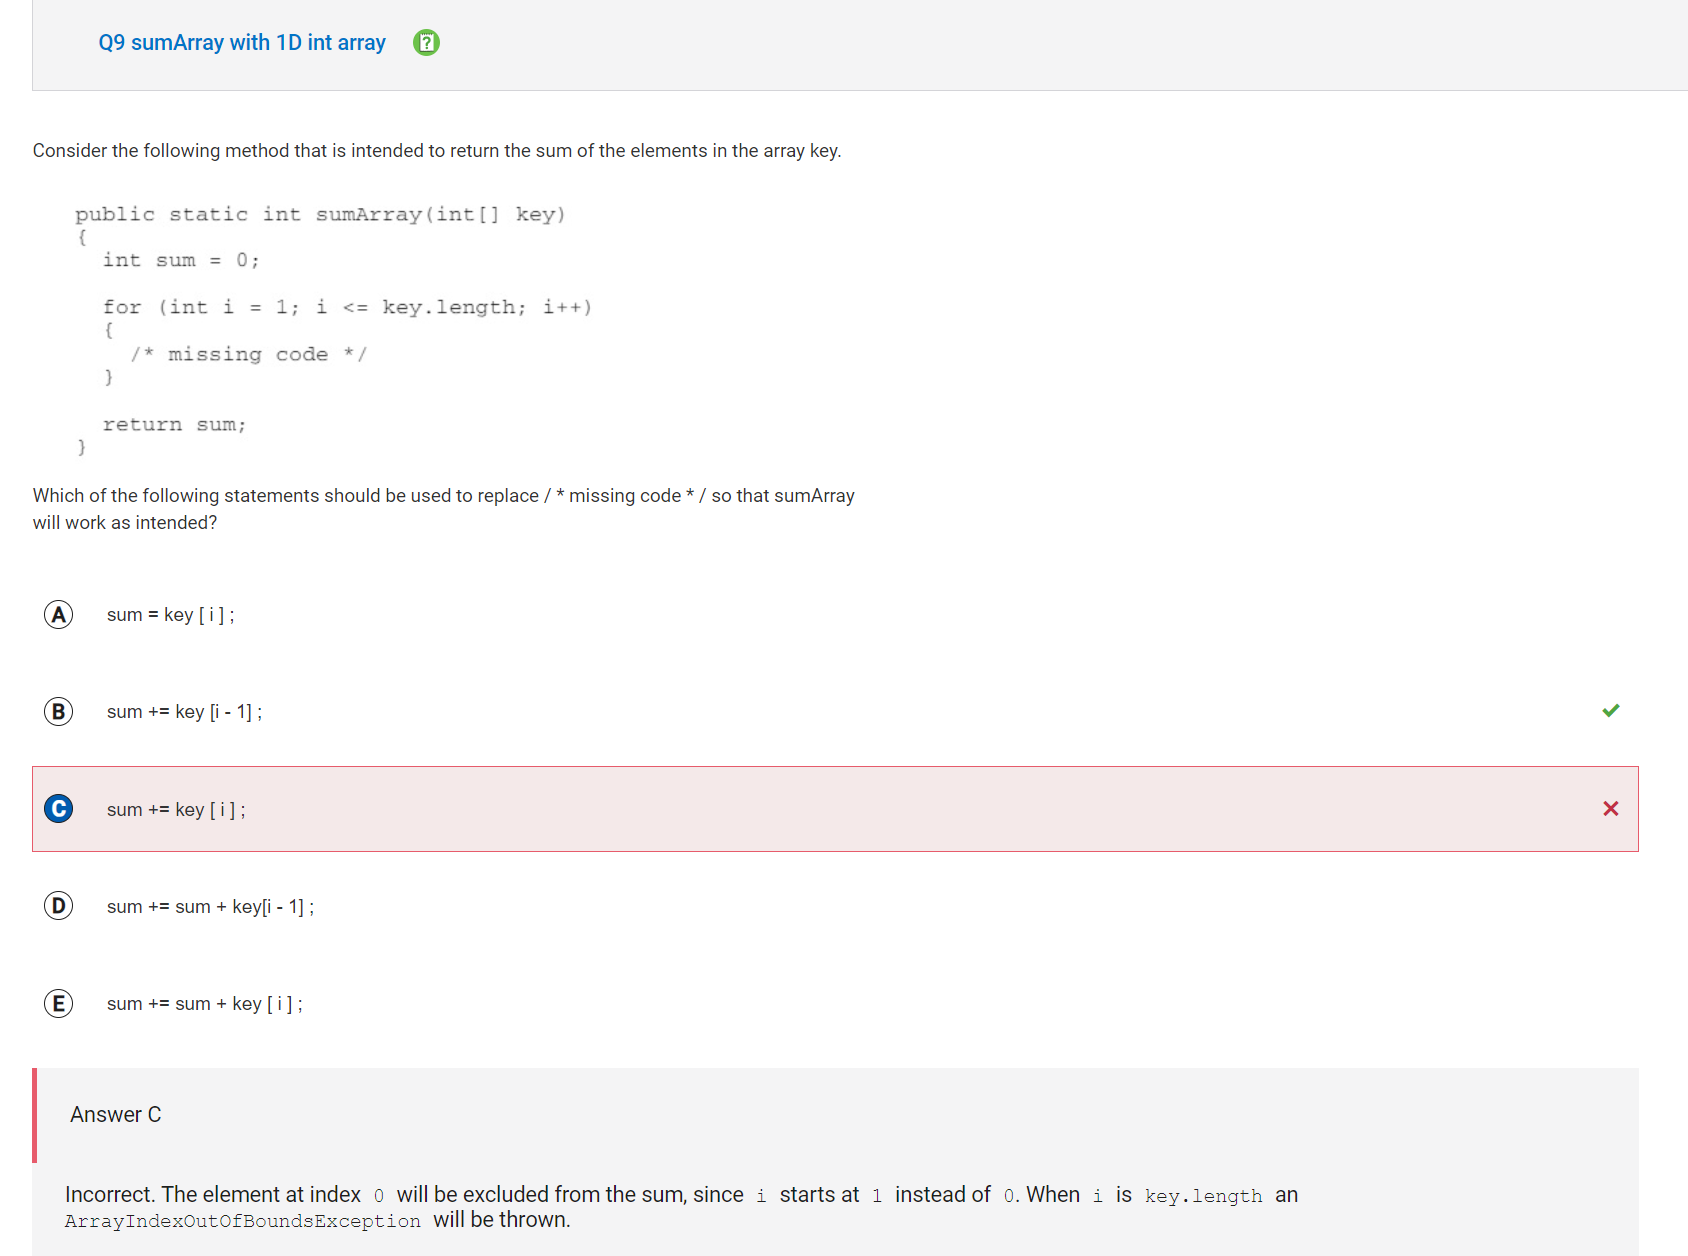 Q9 sumArray with 1D int array
Consider the following method that is intended to return the sum of the elements in the array key.
public static int sumArray(int[] key)
{
int sum = 0;
for (int i = 1; i <= key.length; i++)
{
/* missing code */
}
return sum;
}
Which of the following statements should be used to replace / * missing code * / so that sumArray
will work as intended?
A sum = key [ i ] ;
B sum += key [i - 1] ;
C sum += key [ i ] ;
D sum += sum + key[i - 1] ;
E sum += sum + key [ i ] ;
Answer C
Incorrect. The element at index 0 will be excluded from the sum, since i starts at 1 instead of 0. When i is key.length an
ArrayIndexOutOfBoundsException will be thrown.